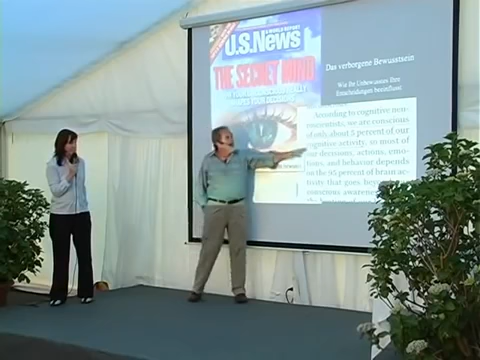 & WORLD REPORT
U.S.News
THE SECRET MIND
Das verborgene Bewusstsein
Wie Ihr Unbewusstes Ihre
Entscheidungen beeinflusst
According to cognitive neu-
roscientists, we are conscious
of only about 5 percent of our
cognitive activity, so most of
our decisions, actions, emo-
tions, and behavior depends
on the 95 percent of brain ac-
tivity that goes beyond
conscious awareness